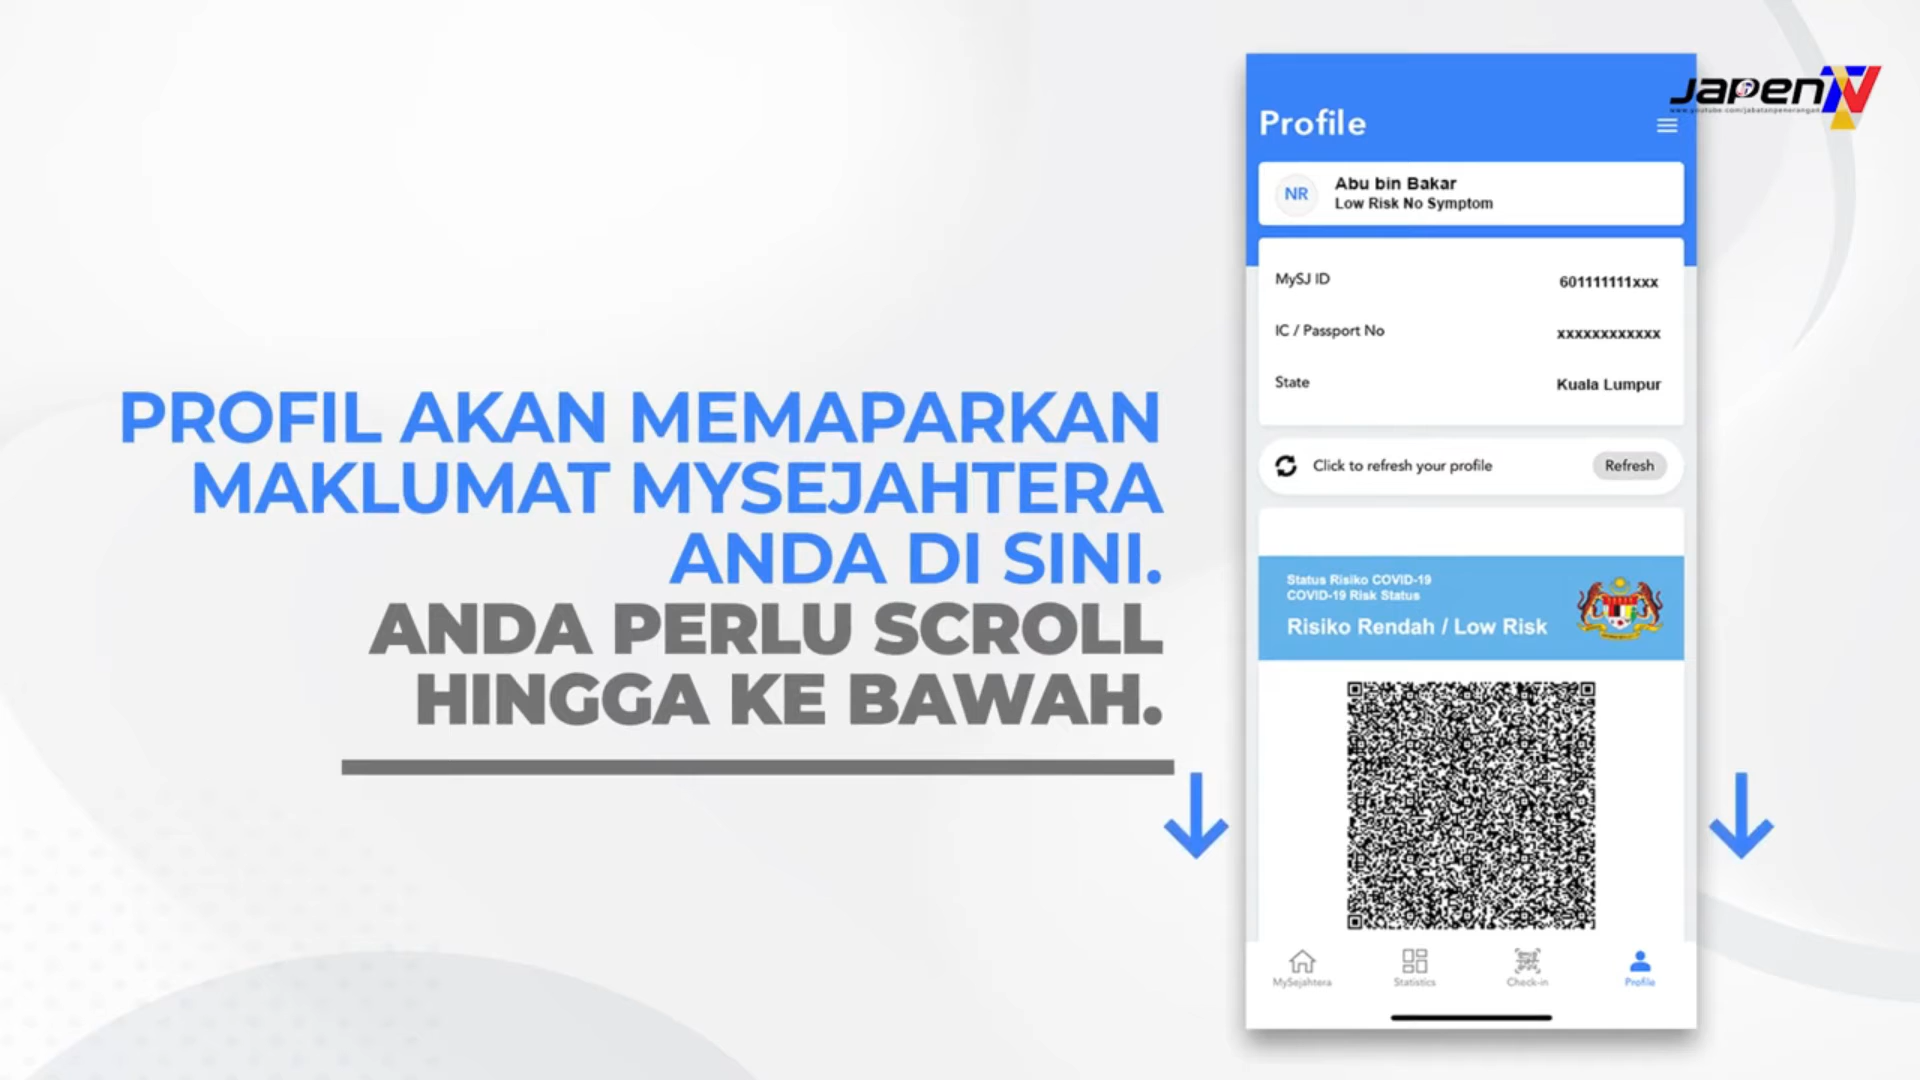 PROFIL AKAN MEMAPARKAN
MAKLUMAT MYSEJAHTERA
ANDA DI SINI.
ANDA PERLU SCROLL
HINGGA KE BAWAH.
Japen TV
Profile
NR
Abu bin Bakar
Low Risk No Symptom
MySJ ID 601111111xxx
IC / Passport No xxxxxxxxxxxx
State Kuala Lumpur
Click to refresh your profile Refresh
Status Risiko COVID-19
COVID-19 Risk Status
Risiko Rendah / Low Risk
MySejahtera Statistics Check-in Profile